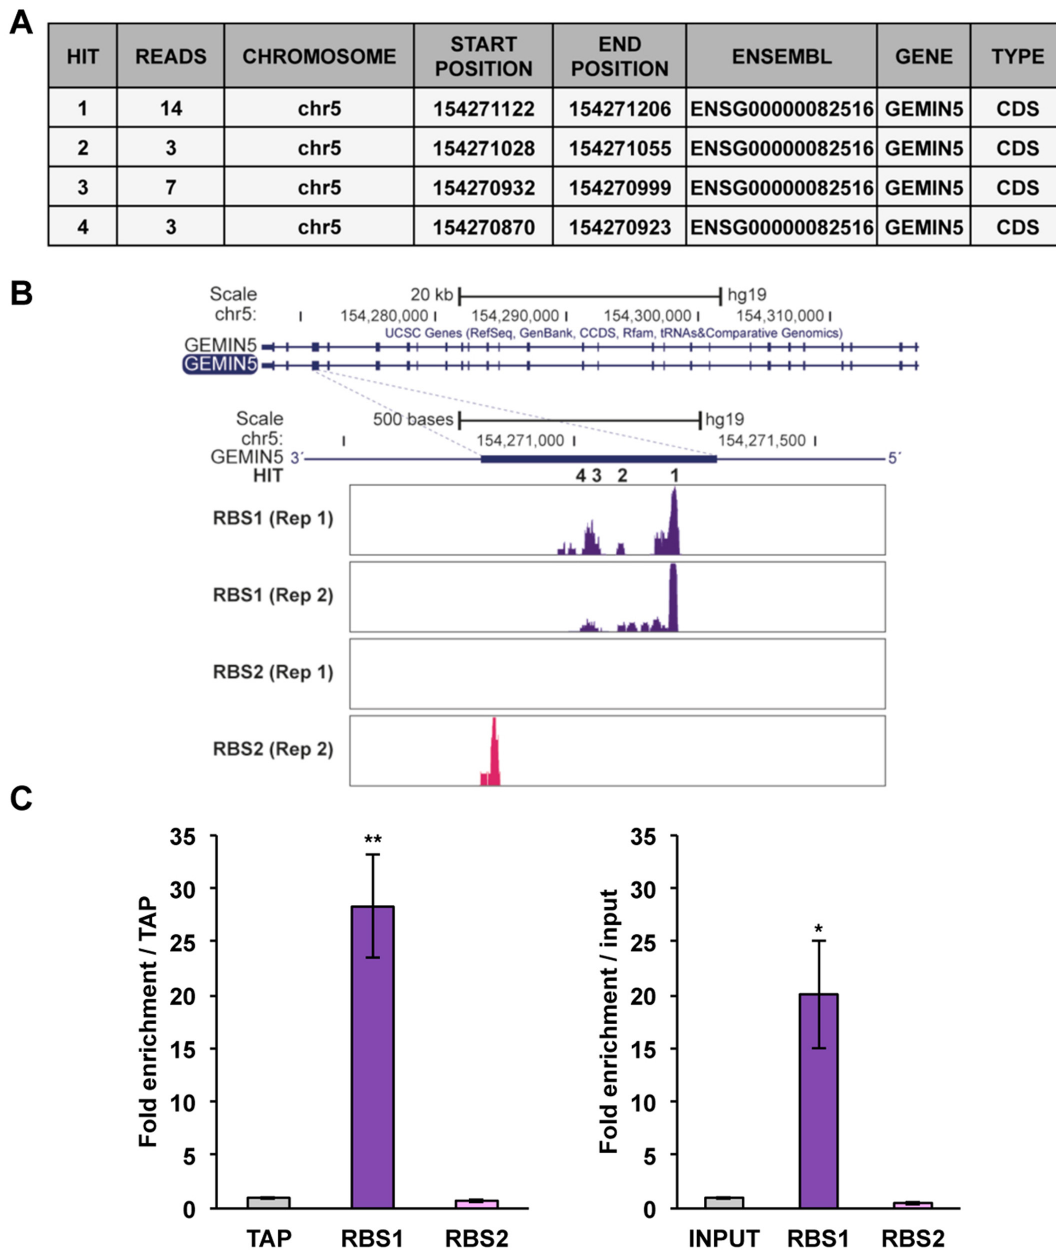 A
HIT READS CHROMOSOME START POSITION END POSITION ENSEMBL GENE TYPE
1 14 chr5 154271122 154271206 ENSG00000082516 GEMIN5 CDS
2 3 chr5 154271028 154271055 ENSG00000082516 GEMIN5 CDS
3 7 chr5 154270932 154270999 ENSG00000082516 GEMIN5 CDS
4 3 chr5 154270870 154270923 ENSG00000082516 GEMIN5 CDS
B
Scale 20 kb hg19
chr5: 154,280,000 154,290,000 154,300,000 154,310,000
UCSC Genes (RefSeq, GenBank, CCDS, Rfam, tRNAs&Comparative Genomics)
GEMIN5
GEMIN5
Scale 500 bases hg19
chr5: 154,271,000 154,271,500
GEMIN5 3´ 5´
HIT 4 3 2 1
RBS1 (Rep 1)
RBS1 (Rep 2)
RBS2 (Rep 1)
RBS2 (Rep 2)
C
Fold enrichment / TAP
35
30
25
20
15
10
5
0
**
TAP RBS1 RBS2
Fold enrichment / input
35
30
25
20
15
10
5
0
*
INPUT RBS1 RBS2